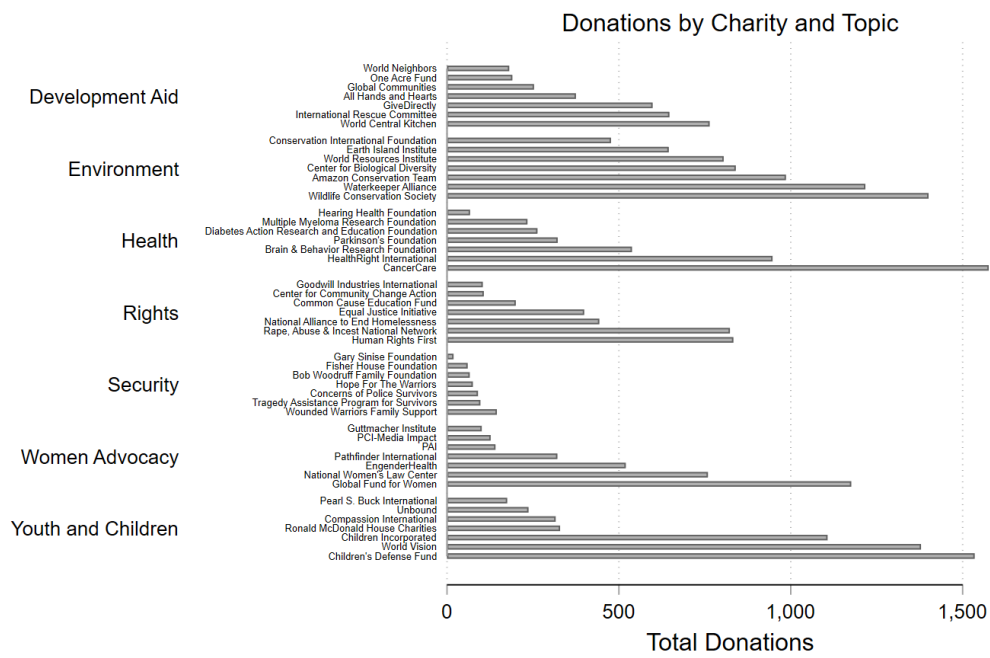 Donations by Charity and Topic
Development Aid
World Neighbors
One Acre Fund
Global Communities
All Hands and Hearts
GiveDirectly
International Rescue Committee
World Central Kitchen
Environment
Conservation International Foundation
Earth Island Institute
World Resources Institute
Center for Biological Diversity
Amazon Conservation Team
Waterkeeper Alliance
Wildlife Conservation Society
Health
Hearing Health Foundation
Multiple Myeloma Research Foundation
Diabetes Action Research and Education Foundation
Parkinson's Foundation
Brain & Behavior Research Foundation
HealthRight International
CancerCare
Rights
Goodwill Industries International
Center for Community Change Action
Common Cause Education Fund
Equal Justice Initiative
National Alliance to End Homelessness
Rape, Abuse & Incest National Network
Human Rights First
Security
Gary Sinise Foundation
Fisher House Foundation
Bob Woodruff Family Foundation
Hope For The Warriors
Concerns of Police Survivors
Tragedy Assistance Program for Survivors
Wounded Warriors Family Support
Women Advocacy
Guttmacher Institute
PCI-Media Impact
PAI
Pathfinder International
EngenderHealth
National Women's Law Center
Global Fund for Women
Youth and Children
Pearl S. Buck International
Unbound
Compassion International
Ronald McDonald House Charities
Children Incorporated
World Vision
Children's Defense Fund
0 500 1,000 1,500
Total Donations